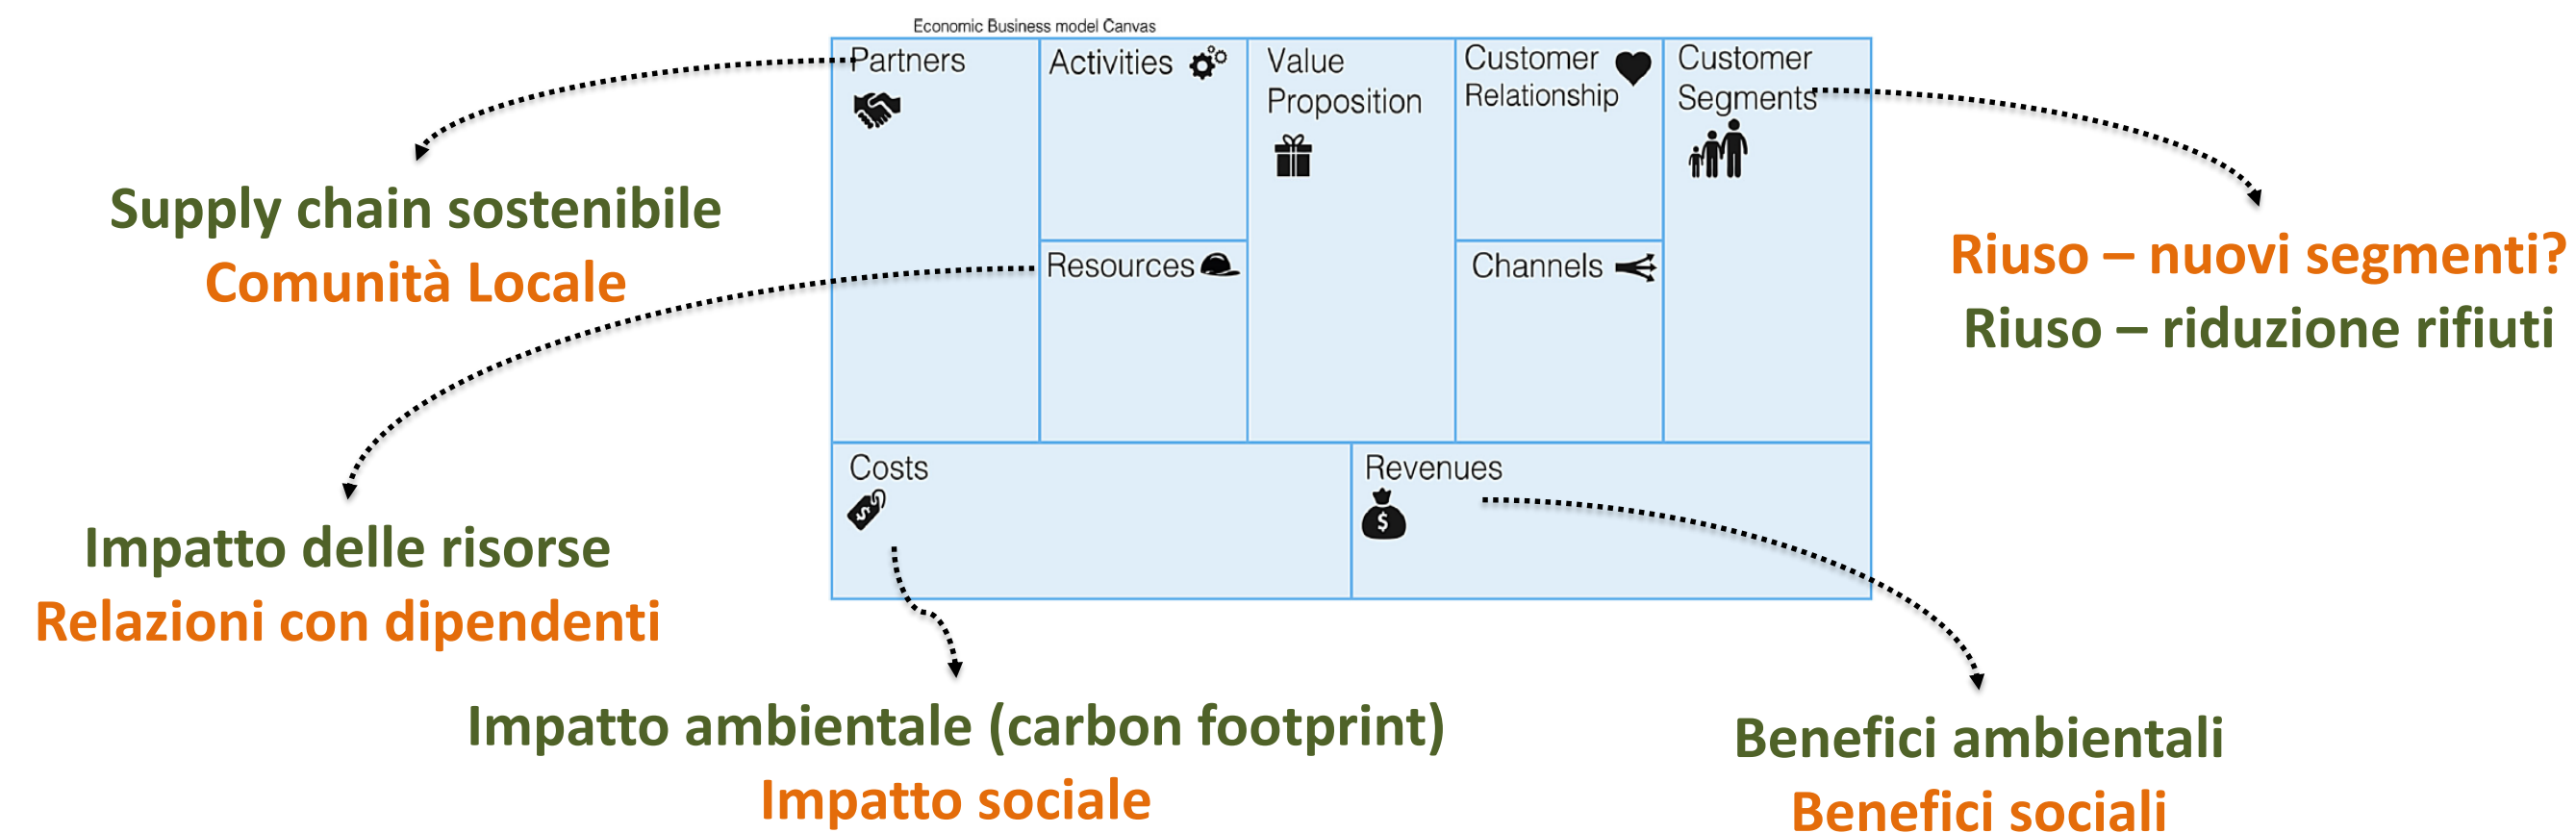 Economic Business model Canvas
Partners
Activities
Value
Proposition
Customer
Relationship
Customer
Segments
Resources
Channels
Costs
Revenues
Supply chain sostenibile
Comunità Locale
Riuso – nuovi segmenti?
Riuso – riduzione rifiuti
Impatto delle risorse
Relazioni con dipendenti
Impatto ambientale (carbon footprint)
Impatto sociale
Benefici ambientali
Benefici sociali